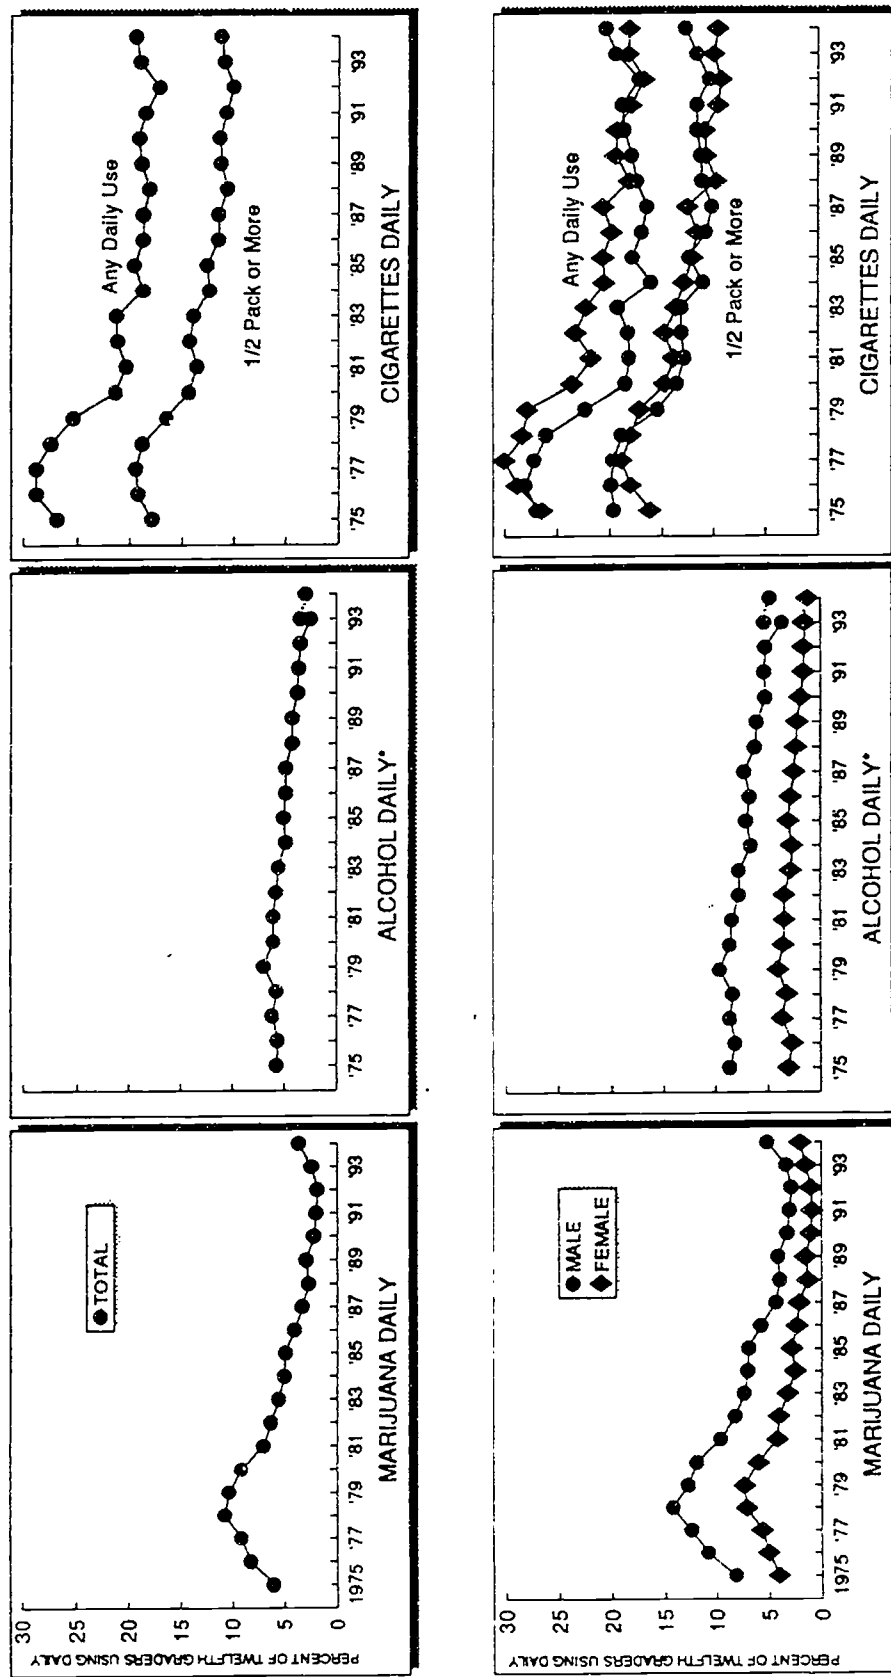 PERCENT OF TWELFTH GRADERS USING DAILY
30
25
20
15
10
5
0
TOTAL
1975 '77 '79 '81 '83 '85 '87 '89 '91 '93
MARIJUANA DAILY
'75 '77 '79 '81 '83 '85 '87 '89 '91 '93
ALCOHOL DAILY*
Any Daily Use
1/2 Pack or More
'75 '77 '79 '81 '83 '85 '87 '89 '91 '93
CIGARETTES DAILY
PERCENT OF TWELFTH GRADERS USING DAILY
30
25
20
15
10
5
0
MALE
FEMALE
1975 '77 '79 '81 '83 '85 '87 '89 '91 '93
MARIJUANA DAILY
'75 '77 '79 '81 '83 '85 '87 '89 '91 '93
ALCOHOL DAILY*
Any Daily Use
1/2 Pack or More
'75 '77 '79 '81 '83 '85 '87 '89 '91 '93
CIGARETTES DAILY